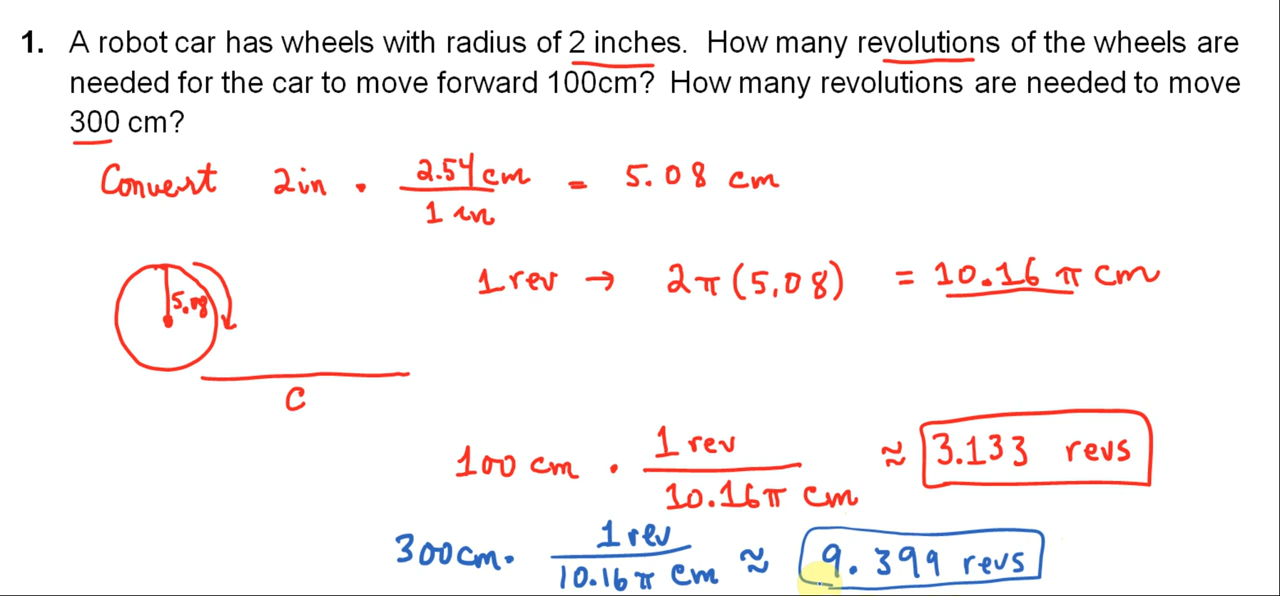 1. A robot car has wheels with radius of 2 inches. How many revolutions of the wheels are
needed for the car to move forward 100cm? How many revolutions are needed to move
300 cm?
Convert 2in · 2.54 cm / 1 in = 5.08 cm
1 rev → 2π (5.08) = 10.16 π cm
5.08
C
100 cm · 1 rev / 10.16π cm ≈ 3.133 revs
300cm · 1 rev / 10.16 π cm ≈ 9.399 revs